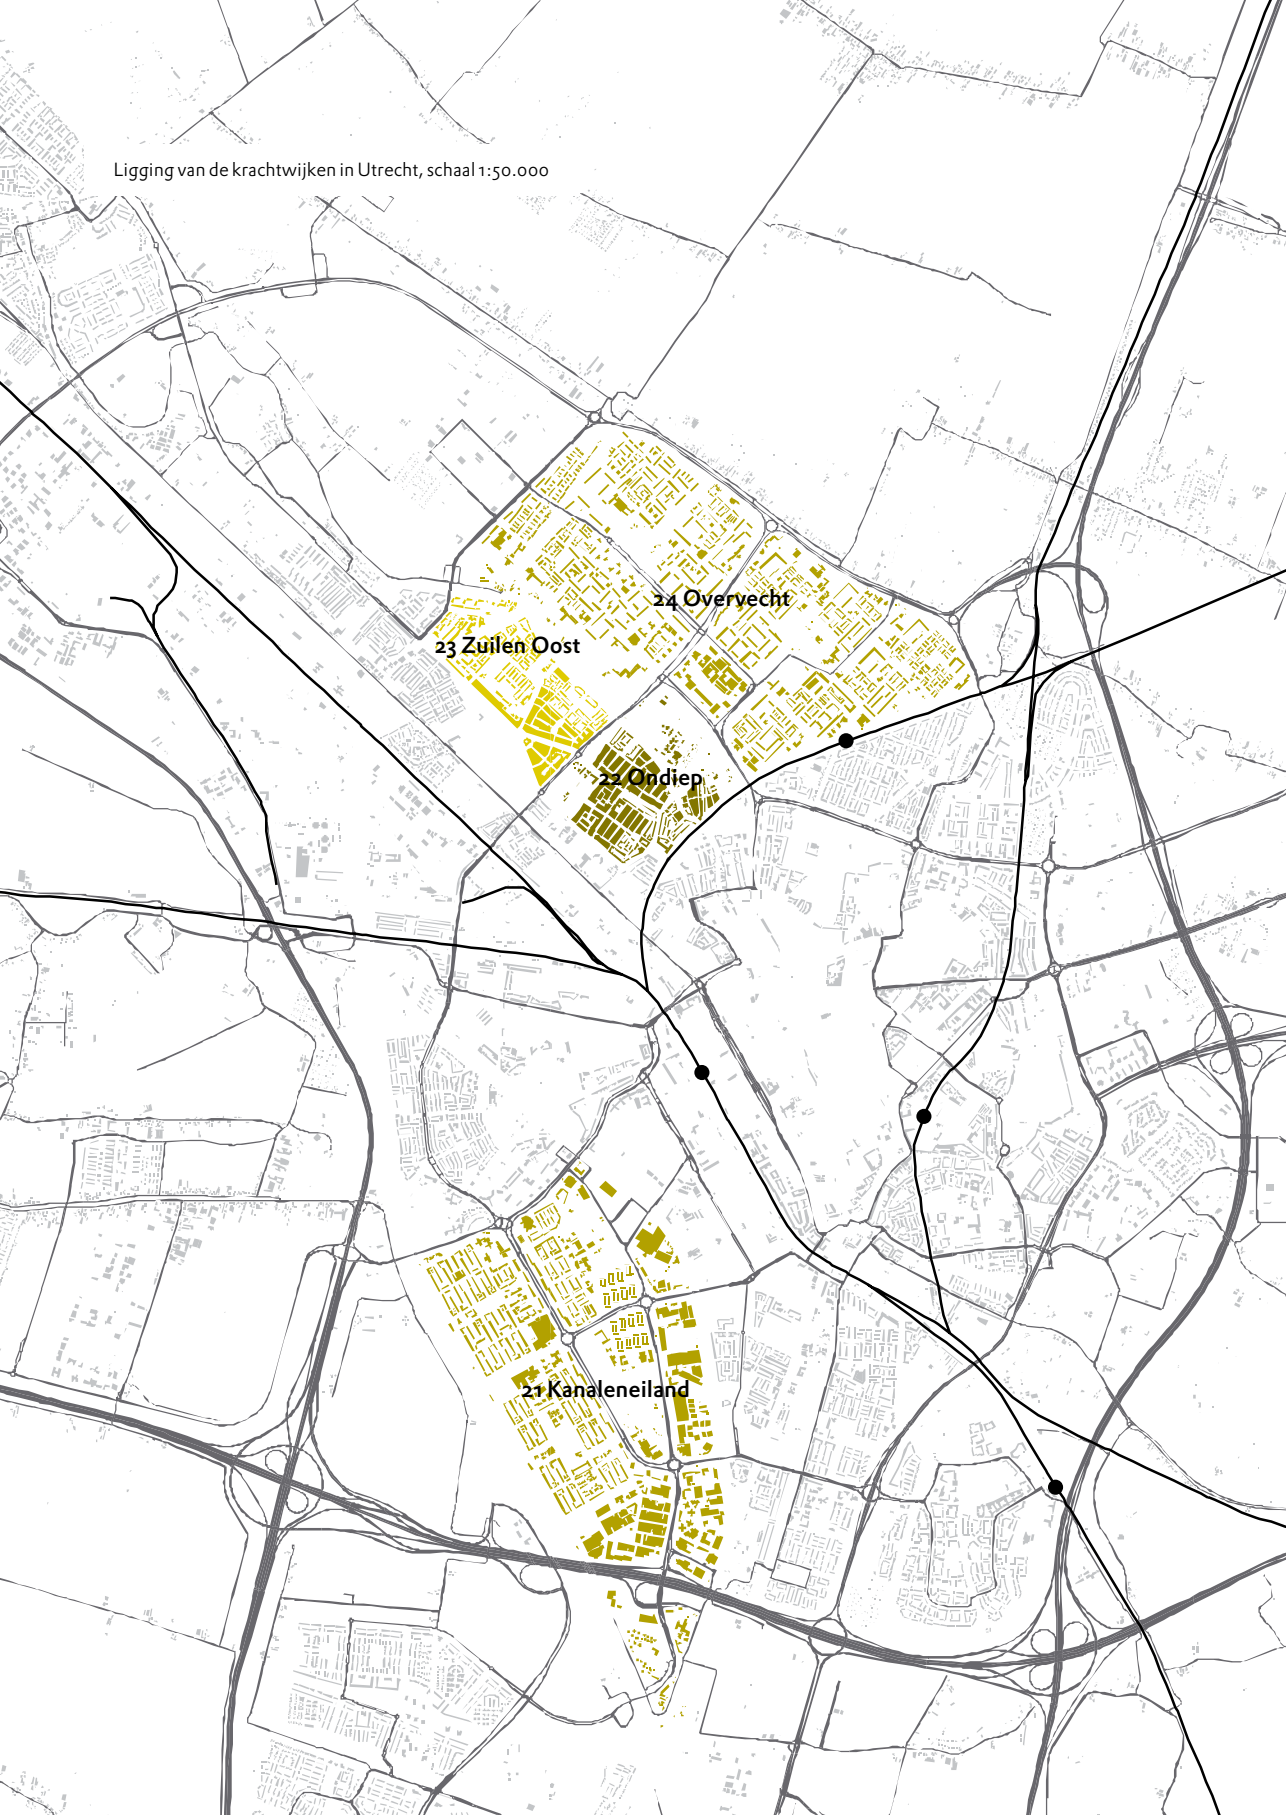 Ligging van de krachtwijken in Utrecht, schaal 1:50.000
24 Overvecht
23 Zuilen Oost
22 Ondiep
21 Kanaleneiland